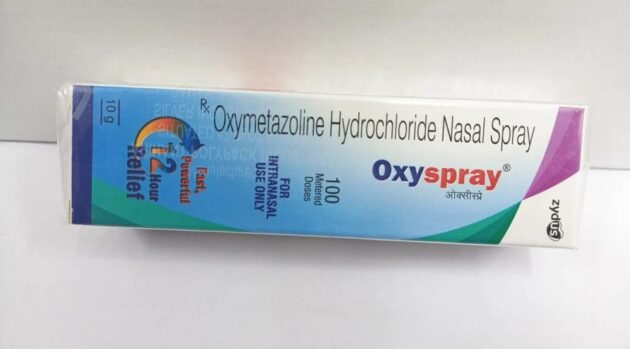 10 g
Rx Oxymetazoline Hydrochloride Nasal Spray
Oxyspray®
ओक्सीस्प्रे
Fast,
Powerful
12 Hour
Relief
FOR
INTRANASAL
USE ONLY
100
Metered
Doses
zydus